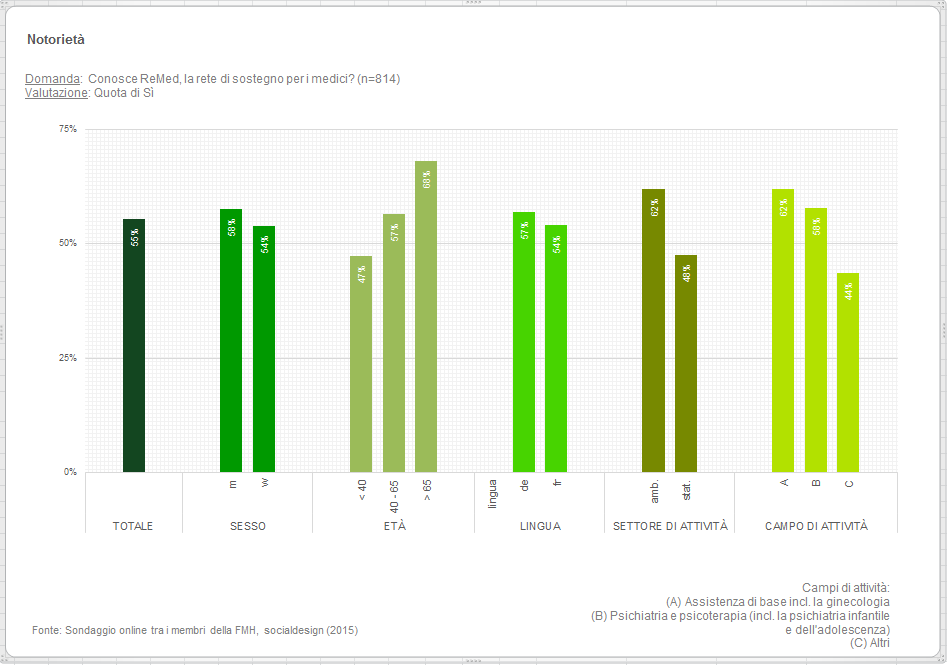 Notorietà
Domanda: Conosce ReMed, la rete di sostegno per i medici? (n=814)
Valutazione: Quota di Sì
75%
50%
25%
0%
55%
58%
54%
47%
57%
68%
57%
54%
62%
48%
62%
58%
44%
m
w
< 40
40 - 65
> 65
lingua
de
fr
amb.
stat.
A
B
C
TOTALE
SESSO
ETÀ
LINGUA
SETTORE DI ATTIVITÀ
CAMPO DI ATTIVITÀ
Campi di attività:
(A) Assistenza di base incl. la ginecologia
(B) Psichiatria e psicoterapia (incl. la psichiatria infantile
e dell'adolescenza)
(C) Altri
Fonte: Sondaggio online tra i membri della FMH, socialdesign (2015)